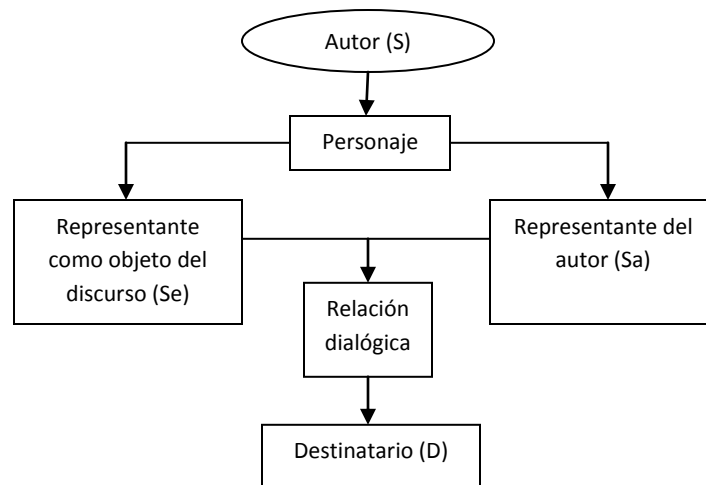 Autor (S)
Personaje
Representante
como objeto del
discurso (Se)
Representante del
autor (Sa)
Relación
dialógica
Destinatario (D)